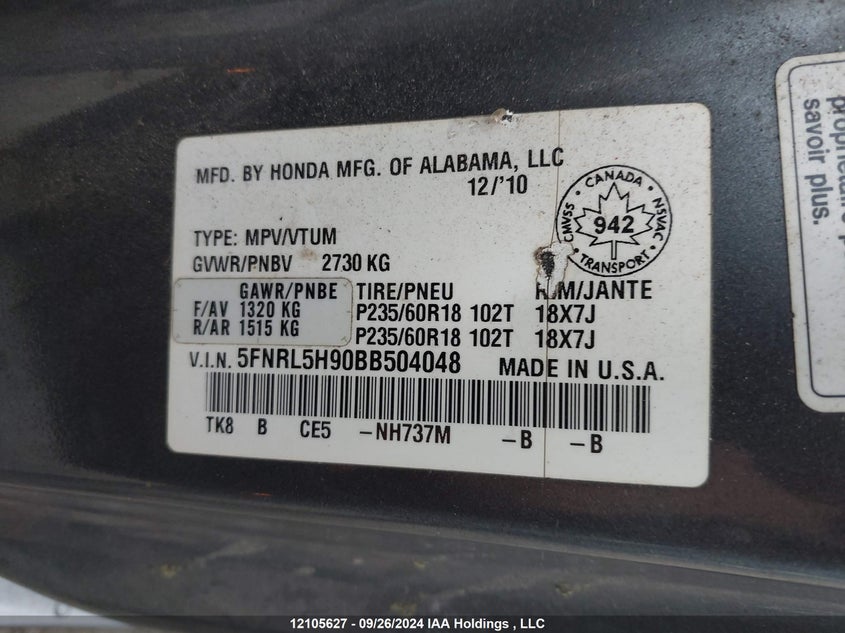 MFD. BY HONDA MFG. OF ALABAMA, LLC
12/'10
TYPE: MPV/VTUM
GVWR/PNBV 2730 KG
GAWR/PNBE TIRE/PNEU RIM/JANTE
F/AV 1320 KG P235/60R18 102T 18X7J
R/AR 1515 KG P235/60R18 102T 18X7J
V.I.N. 5FNRL5H90BB504048 MADE IN U.S.A.
TK8 B CE5 -NH737M -B -B
CANADA
CMVSS 942 NSVAC
TRANSPORT
propriétaire p
savoir plus.
12105627 - 09/26/2024 IAA Holdings , LLC